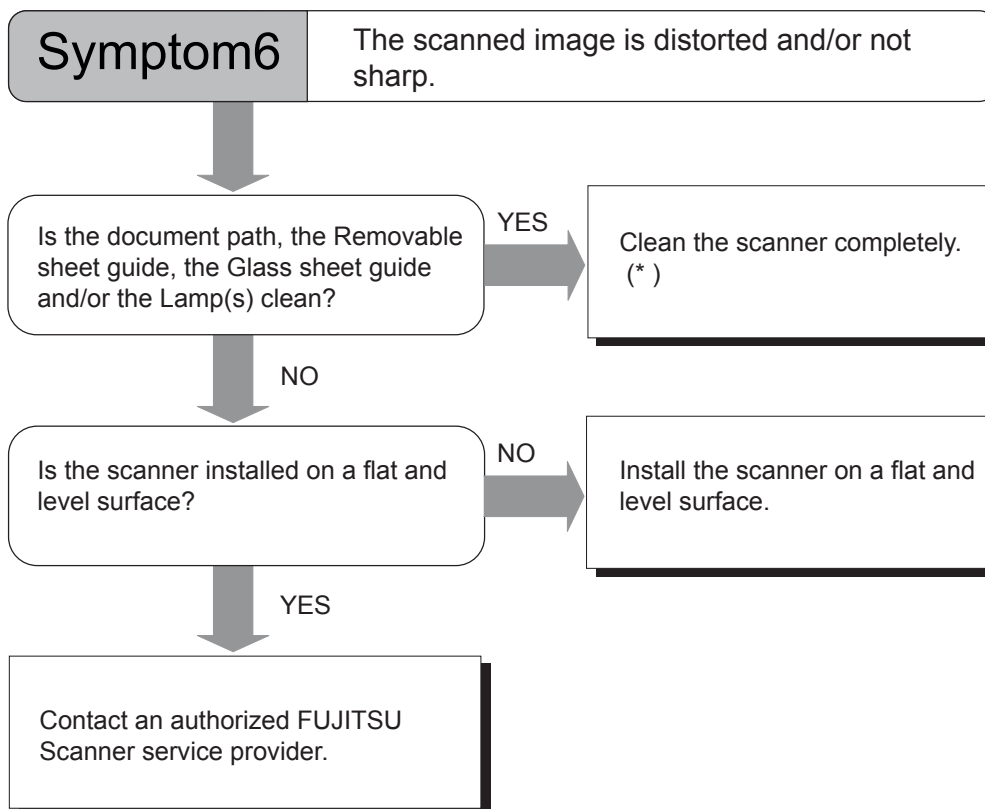 Symptom6
The scanned image is distorted and/or not
sharp.
Is the document path, the Removable
sheet guide, the Glass sheet guide
and/or the Lamp(s) clean?
YES
Clean the scanner completely.
(* )
NO
Is the scanner installed on a flat and
level surface?
NO
Install the scanner on a flat and
level surface.
YES
Contact an authorized FUJITSU
Scanner service provider.